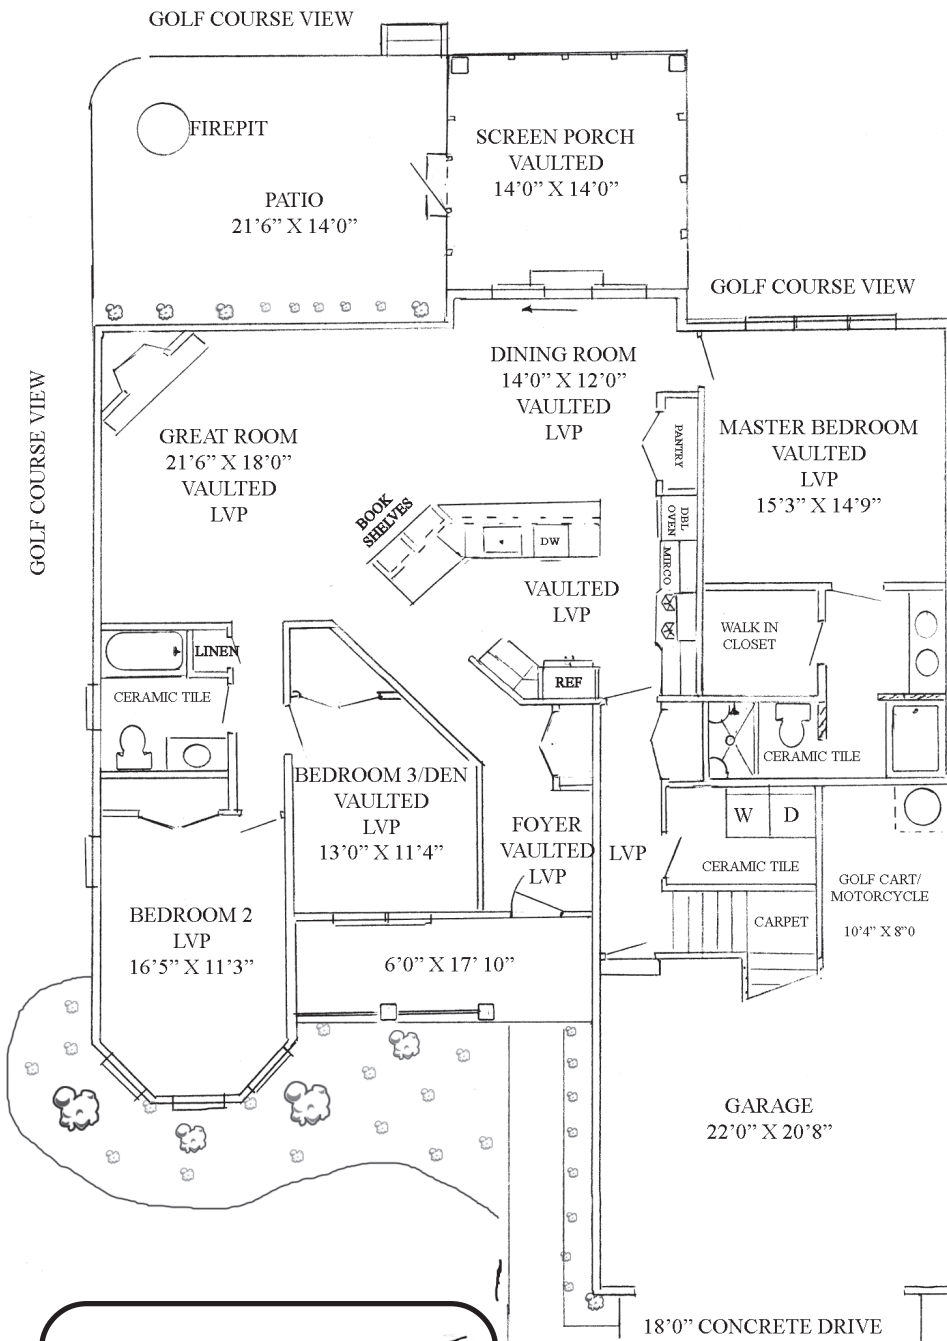 GOLF COURSE VIEW
FIREPIT
SCREEN PORCH
VAULTED
14’0” X 14’0”
PATIO
21’6” X 14’0”
GOLF COURSE VIEW
GOLF COURSE VIEW
DINING ROOM
14’0” X 12’0”
VAULTED
LVP
GREAT ROOM
21’6” X 18’0”
VAULTED
LVP
PANTRY
MASTER BEDROOM
VAULTED
LVP
15’3” X 14’9”
BOOK
SHELVES
DBL
OVEN
DW
MIRCO
VAULTED
LVP
WALK IN
CLOSET
LINEN
REF
CERAMIC TILE
CERAMIC TILE
BEDROOM 3/DEN
VAULTED
LVP
13’0” X 11’4”
FOYER
VAULTED
LVP
LVP
W
D
CERAMIC TILE
GOLF CART/
MOTORCYCLE
10’4” X 8”0
CARPET
BEDROOM 2
LVP
16’5” X 11’3”
6’0” X 17’ 10”
GARAGE
22’0” X 20’8”
18’0” CONCRETE DRIVE